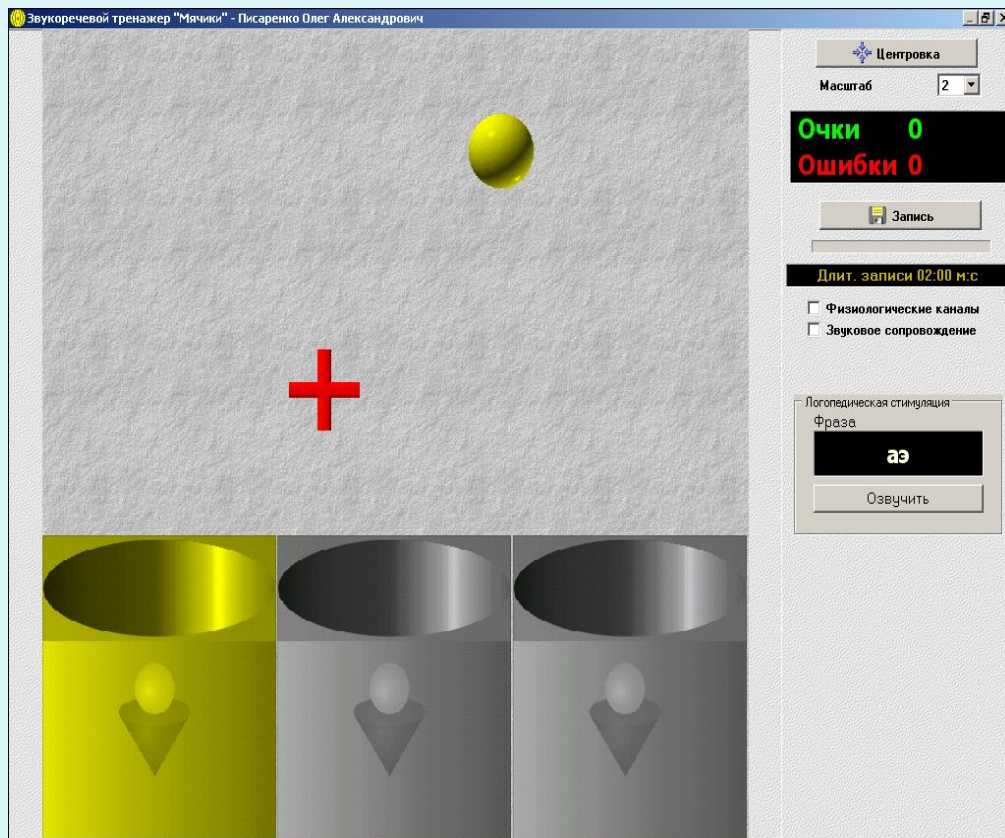 Звукоречевой тренажер "Мячики" - Писаренко Олег Александрович
Центровка
Масштаб 2
Очки 0
Ошибки 0
Запись
Длит. записи 02:00 м:с
Физиологические каналы
Звуковое сопровождение
Логопедическая стимуляция
Фраза
аэ
Озвучить